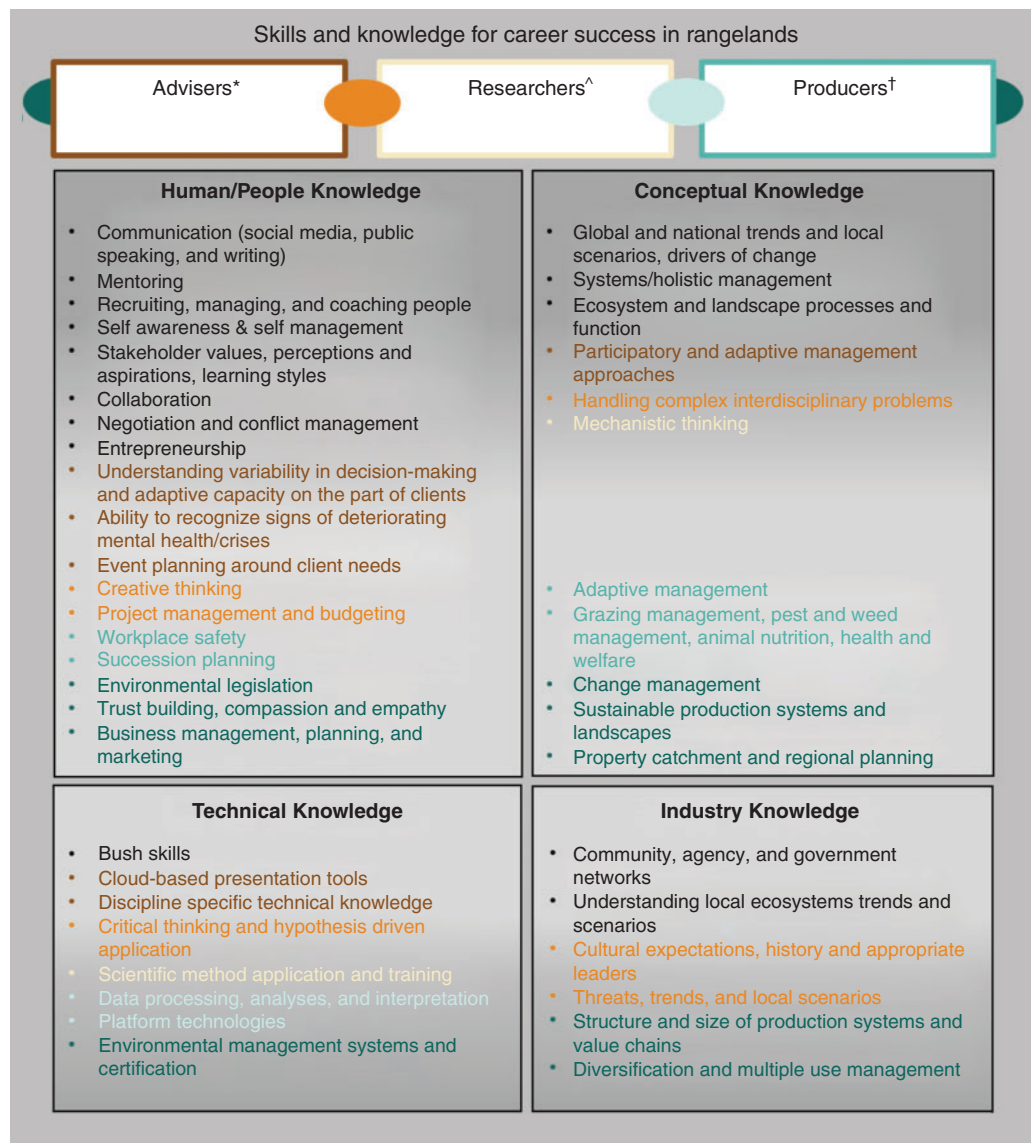 Skills and knowledge for career success in rangelands
Advisers*
Researchers^
Producers†
Human/People Knowledge
• Communication (social media, public
speaking, and writing)
• Mentoring
• Recruiting, managing, and coaching people
• Self awareness & self management
• Stakeholder values, perceptions and
aspirations, learning styles
• Collaboration
• Negotiation and conflict management
• Entrepreneurship
• Understanding variability in decision-making
and adaptive capacity on the part of clients
• Ability to recognize signs of deteriorating
mental health/crises
• Event planning around client needs
• Creative thinking
• Project management and budgeting
• Workplace safety
• Succession planning
• Environmental legislation
• Trust building, compassion and empathy
• Business management, planning, and
marketing
Conceptual Knowledge
• Global and national trends and local
scenarios, drivers of change
• Systems/holistic management
• Ecosystem and landscape processes and
function
• Participatory and adaptive management
approaches
• Handling complex interdisciplinary problems
• Mechanistic thinking
• Adaptive management
• Grazing management, pest and weed
management, animal nutrition, health and
welfare
• Change management
• Sustainable production systems and
landscapes
• Property catchment and regional planning
Technical Knowledge
• Bush skills
• Cloud-based presentation tools
• Discipline specific technical knowledge
• Critical thinking and hypothesis driven
application
• Scientific method application and training
• Data processing, analyses, and interpretation
• Platform technologies
• Environmental management systems and
certification
Industry Knowledge
• Community, agency, and government
networks
• Understanding local ecosystems trends and
scenarios
• Cultural expectations, history and appropriate
leaders
• Threats, trends, and local scenarios
• Structure and size of production systems and
value chains
• Diversification and multiple use management